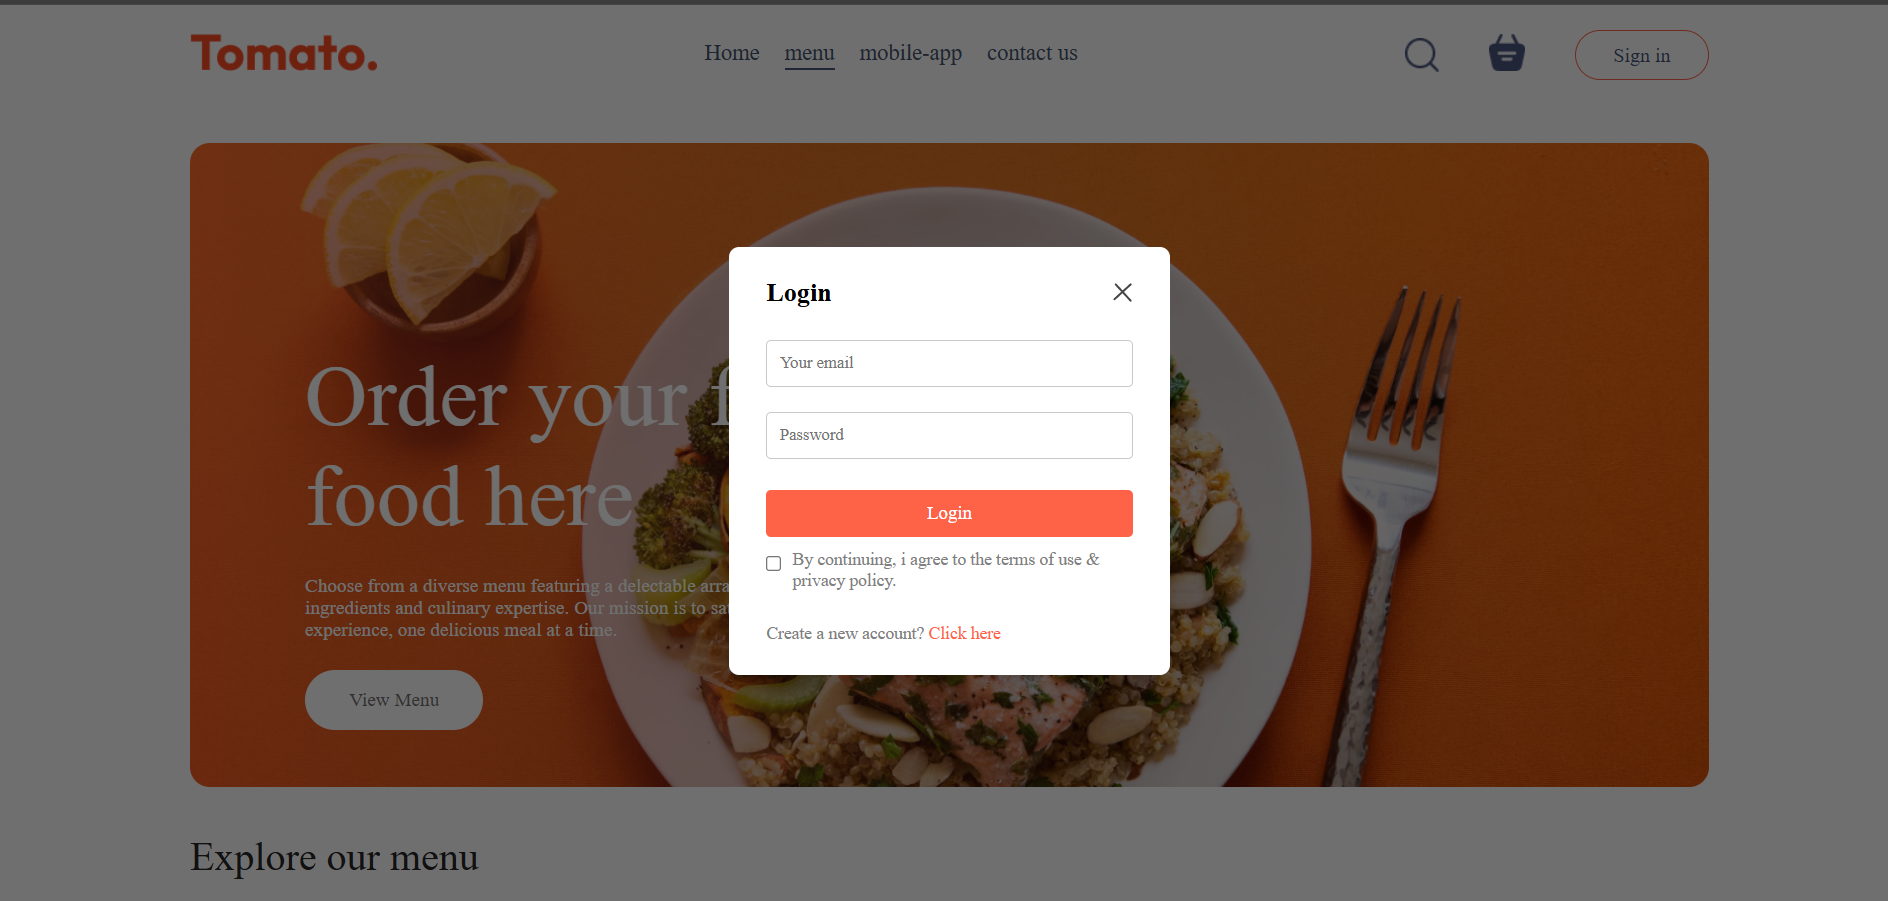 Tomato.
Home menu mobile-app contact us
Sign in
Order your f
food here
Choose from a diverse menu featuring a delectable
ingredients and culinary expertise. Our mission is to
experience, one delicious meal at a time.
View Menu
Login
Your email
Password
Login
By continuing, i agree to the terms of use &
privacy policy.
Create a new account? Click here
Explore our menu